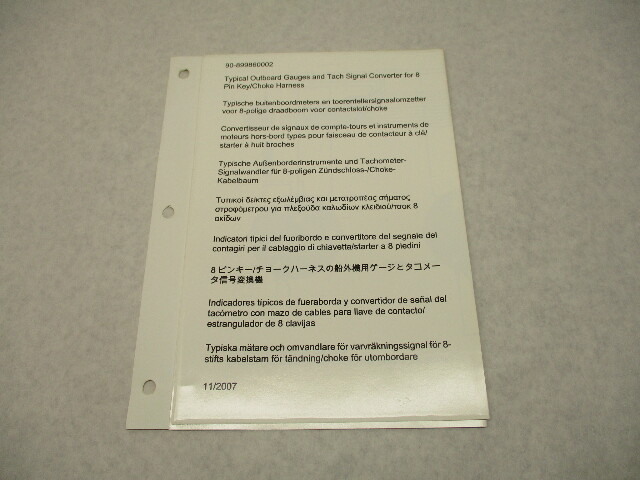 90-899880002
Typical Outboard Gauges and Tach Signal Converter for 8
Pin Key/Choke Harness
Typische buitenboordmeters en toerentellersignaalomzetter
voor 8-polige draadboom voor contactslot/choke
Convertisseur de signaux de compte-tours et instruments de
moteurs hors-bord types pour faisceau de contacteur à clé/
starter à huit broches
Typische Außenborderinstrumente und Tachometer-
Signalwandler für 8-poligen Zündschloss-/Choke-
Kabelbaum
Τυπικοί δείκτες εξωλέμβιας και μετατροπέας σήματος
στροφόμετρου για πλεξούδα καλωδίων κλειδιού/τσοκ 8
ακίδων
Indicatori tipici del fuoribordo e convertitore del segnale del
contagiri per il cablaggio di chiavetta/starter a 8 piedini
8 ピンキー/チョークハーネスの船外機用ゲージとタコメー
タ信号変換機
Indicadores típicos de fueraborda y convertidor de señal del
tacómetro con mazo de cables para llave de contacto/
estrangulador de 8 clavijas
Typiska mätare och omvandlare för varvräkningssignal för 8-
stifts kabelstam för tändning/choke för utombordare
11/2007